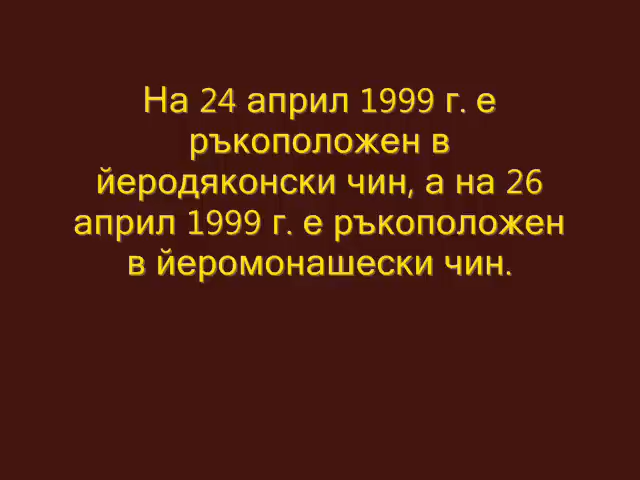 На 24 април 1999 г. е
ръкоположен в
йеродяконски чин, а на 26
април 1999 г. е ръкоположен
в йеромонашески чин.